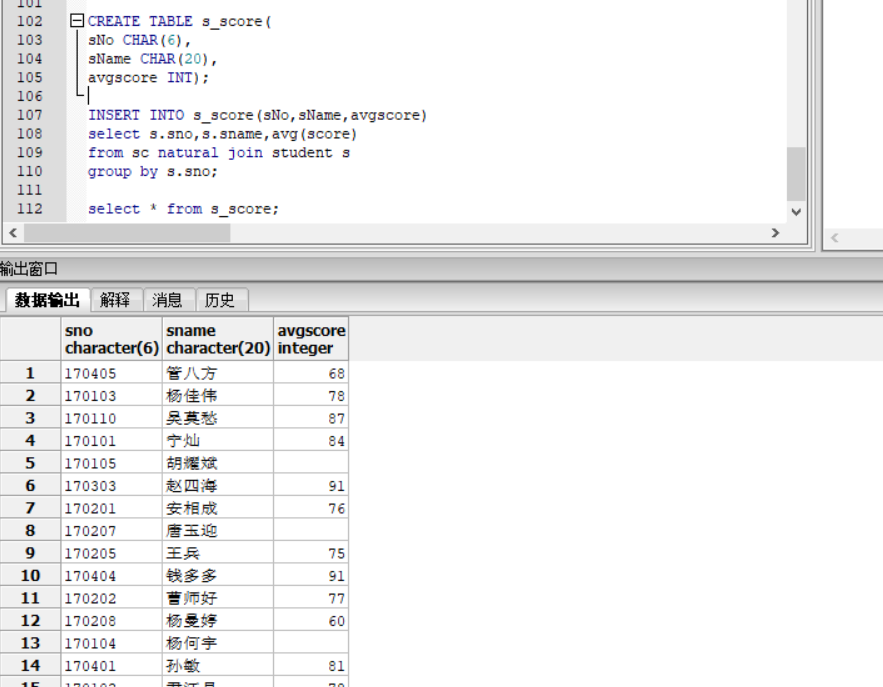 101
102 CREATE TABLE s_score(
103 sNo CHAR(6),
104 sName CHAR(20),
105 avgscore INT);
106
107 INSERT INTO s_score(sNo,sName,avgscore)
108 select s.sno,s.sname,avg(score)
109 from sc natural join student s
110 group by s.sno;
111
112 select * from s_score;
输出窗口
数据输出 解释 消息 历史
sno sname avgscore
character(6) character(20) integer
1 170405 管八方 68
2 170103 杨佳伟 78
3 170110 吴莫愁 87
4 170101 宁灿 84
5 170105 胡耀斌
6 170303 赵四海 91
7 170201 安相成 76
8 170207 唐玉迎
9 170205 王兵 75
10 170404 钱多多 91
11 170202 曹师好 77
12 170208 杨曼婷 60
13 170104 杨何宇
14 170401 孙敏 81
15